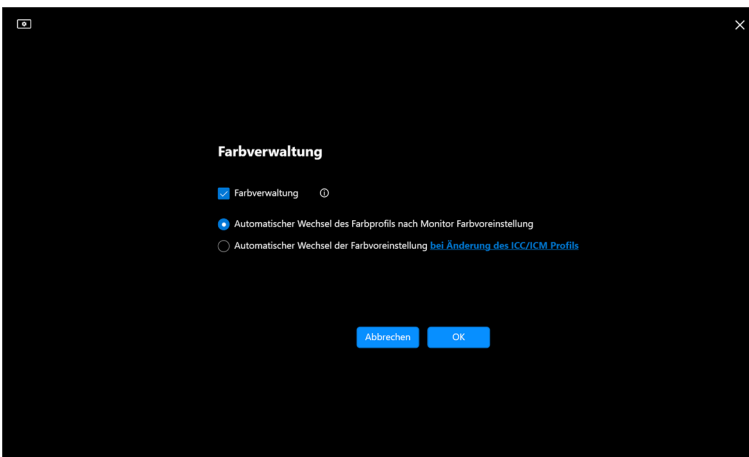 Farbverwaltung
Farbverwaltung
Automatischer Wechsel des Farbprofils nach Monitor Farbvoreinstellung
Automatischer Wechsel der Farbvoreinstellung bei Änderung des ICC/ICM Profils
Abbrechen OK